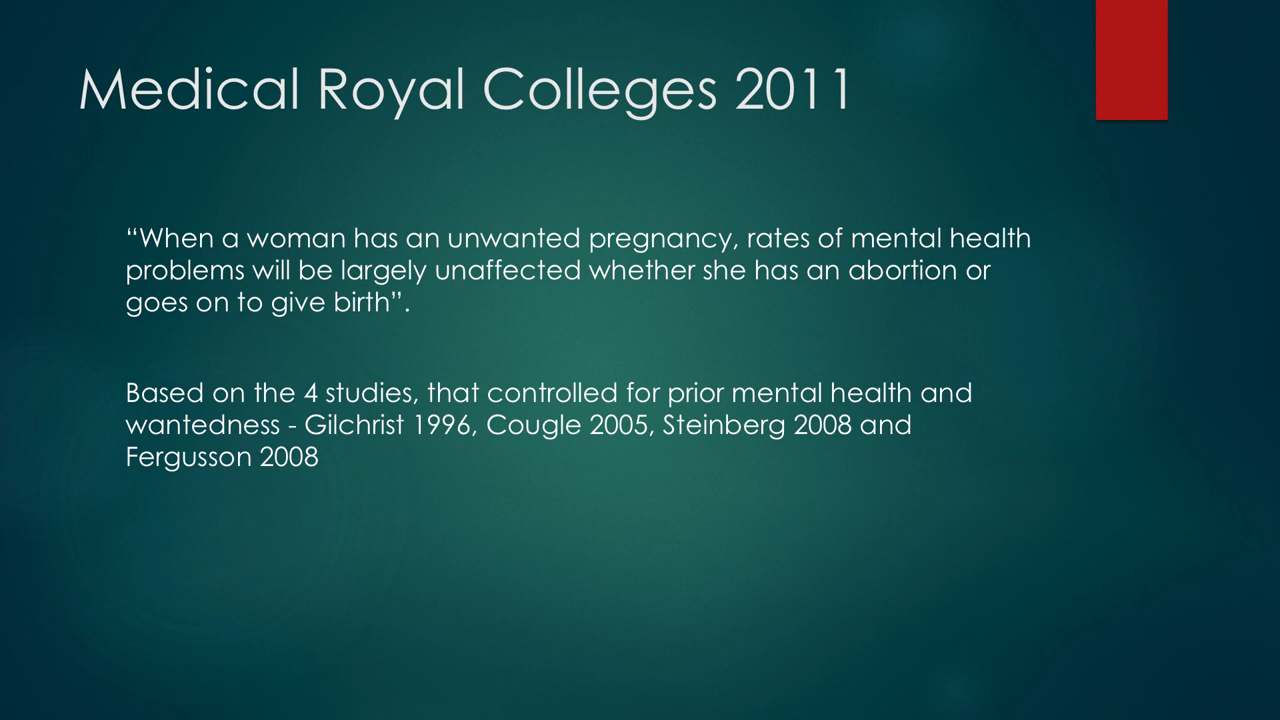 Medical Royal Colleges 2011
“When a woman has an unwanted pregnancy, rates of mental health
problems will be largely unaffected whether she has an abortion or
goes on to give birth”.
Based on the 4 studies, that controlled for prior mental health and
wantedness - Gilchrist 1996, Cougle 2005, Steinberg 2008 and
Fergusson 2008